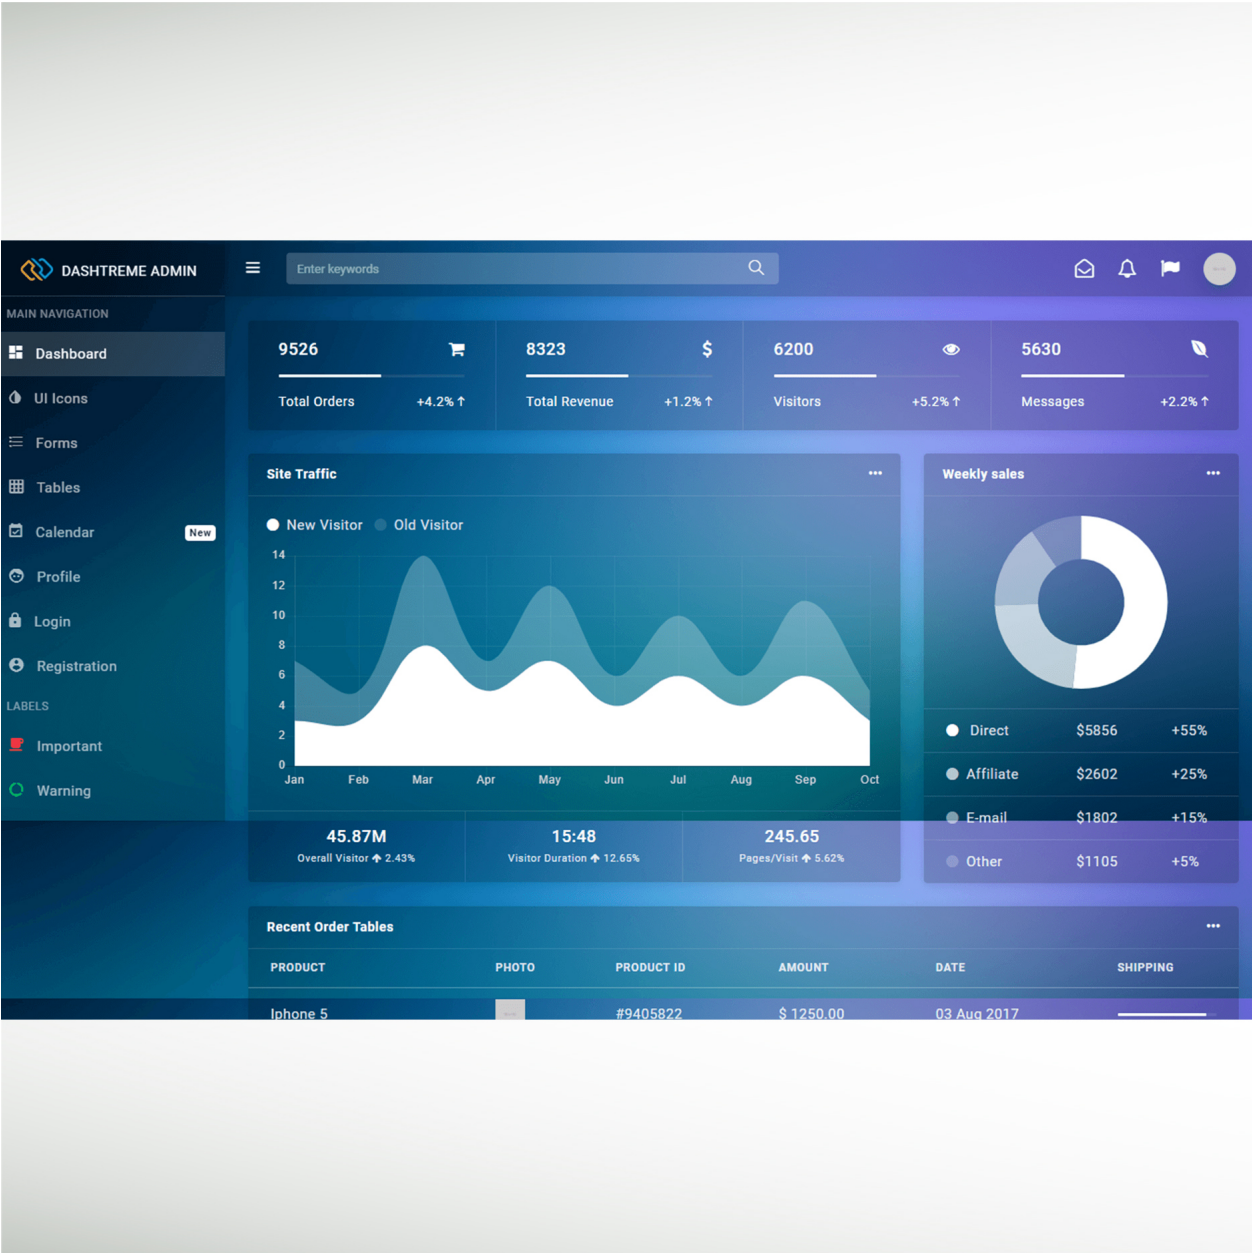 DASHTREME ADMIN
Enter keywords
MAIN NAVIGATION
Dashboard
UI Icons
Forms
Tables
Calendar New
Profile
Login
Registration
LABELS
Important
Warning
9526
Total Orders +4.2%
8323 $
Total Revenue +1.2%
6200
Visitors +5.2%
5630
Messages +2.2%
Site Traffic
New Visitor Old Visitor
14
12
10
8
6
4
2
0
Jan Feb Mar Apr May Jun Jul Aug Sep Oct
45.87M
Overall Visitor 2.43%
15:48
Visitor Duration 12.65%
245.65
Pages/Visit 5.62%
Weekly sales
Direct $5856 +55%
Affiliate $2602 +25%
E-mail $1802 +15%
Other $1105 +5%
Recent Order Tables
PRODUCT PHOTO PRODUCT ID AMOUNT DATE SHIPPING
Iphone 5 #9405822 $ 1250.00 03 Aug 2017